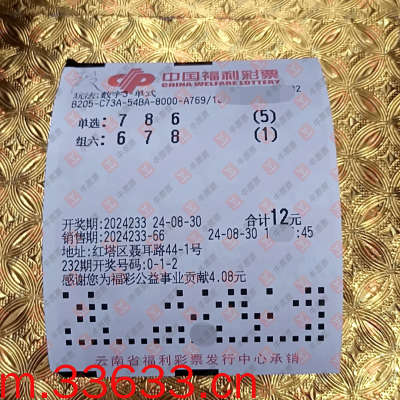 中国福利彩票
CHINA WELFARE LOTTERY
玩法:数字3-单式
B205-C73A-54BA-8000-A769/1
单选: 7 8 6 (5)
组六: 6 7 8 (1)
开奖期:2024233 24-08-30 合计12元
销售期:2024233-66 24-08-30 1 :45
地址:红塔区聂耳路44-1号
232期开奖号码:0-1-2
感谢您为福彩公益事业贡献4.08元
云南省福利彩票发行中心承销
m.33633.cn